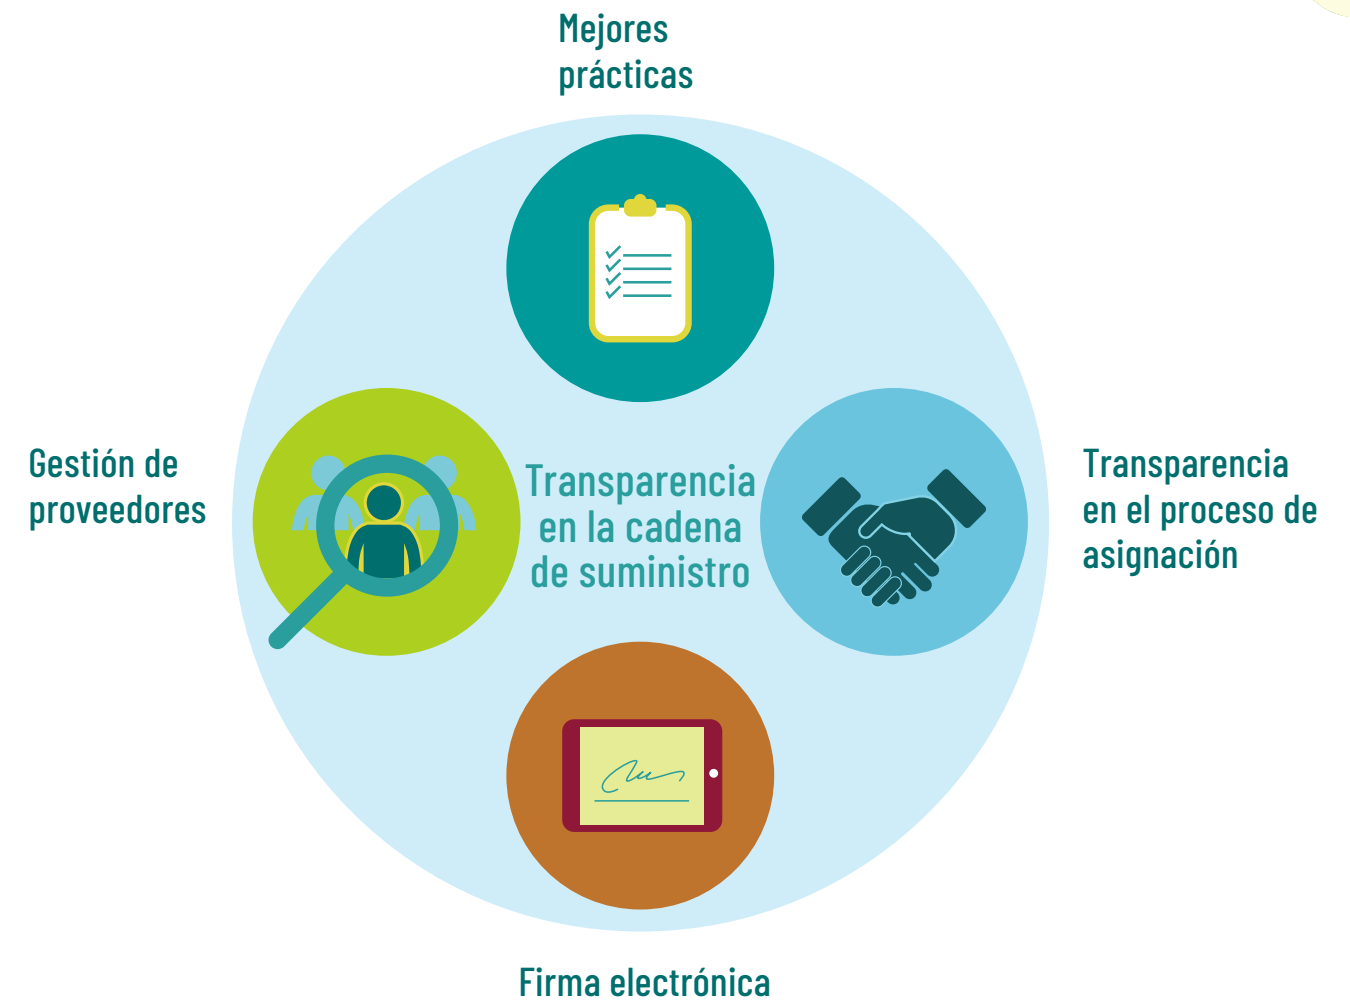 Mejores
prácticas
Gestión de
proveedores
Transparencia
en la cadena
de suministro
Transparencia
en el proceso de
asignación
Firma electrónica